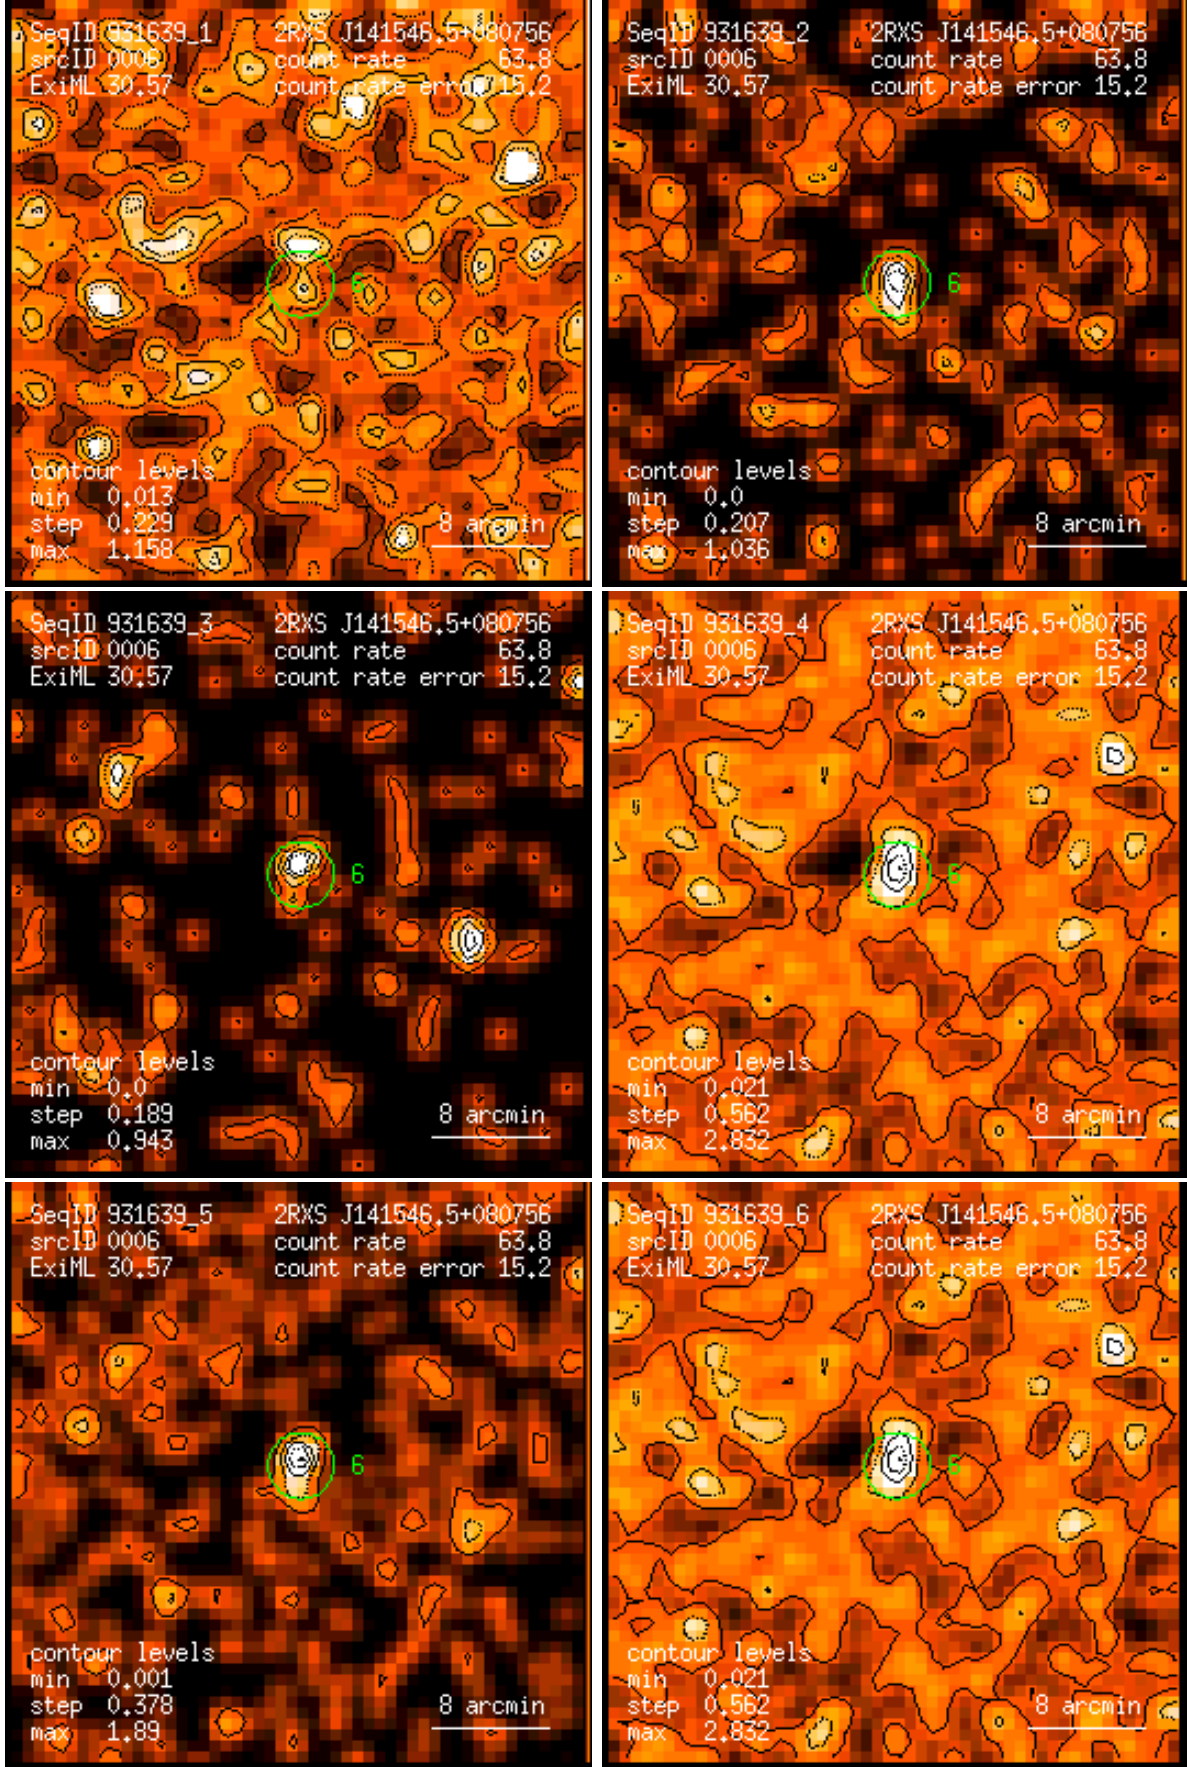 SeqID 931639_1 2RXS J141546.5+080756
srcID 0006 count rate 63.8
ExiML 30.57 count rate error 15.2
6
contour levels
min 0.013
step 0.229
max 1.158
8 arcmin
SeqID 931639_2 2RXS J141546.5+080756
srcID 0006 count rate 63.8
ExiML 30.57 count rate error 15.2
6
contour levels
min 0.0
step 0.207
max 1.036
8 arcmin
SeqID 931639_3 2RXS J141546.5+080756
srcID 0006 count rate 63.8
ExiML 30.57 count rate error 15.2
6
contour levels
min 0.0
step 0.189
max 0.943
8 arcmin
SeqID 931639_4 2RXS J141546.5+080756
srcID 0006 count rate 63.8
ExiML 30.57 count rate error 15.2
6
contour levels
min 0.021
step 0.562
max 2.832
8 arcmin
SeqID 931639_5 2RXS J141546.5+080756
srcID 0006 count rate 63.8
ExiML 30.57 count rate error 15.2
6
contour levels
min 0.001
step 0.378
max 1.89
8 arcmin
SeqID 931639_6 2RXS J141546.5+080756
srcID 0006 count rate 63.8
ExiML 30.57 count rate error 15.2
6
contour levels
min 0.021
step 0.562
max 2.832
8 arcmin